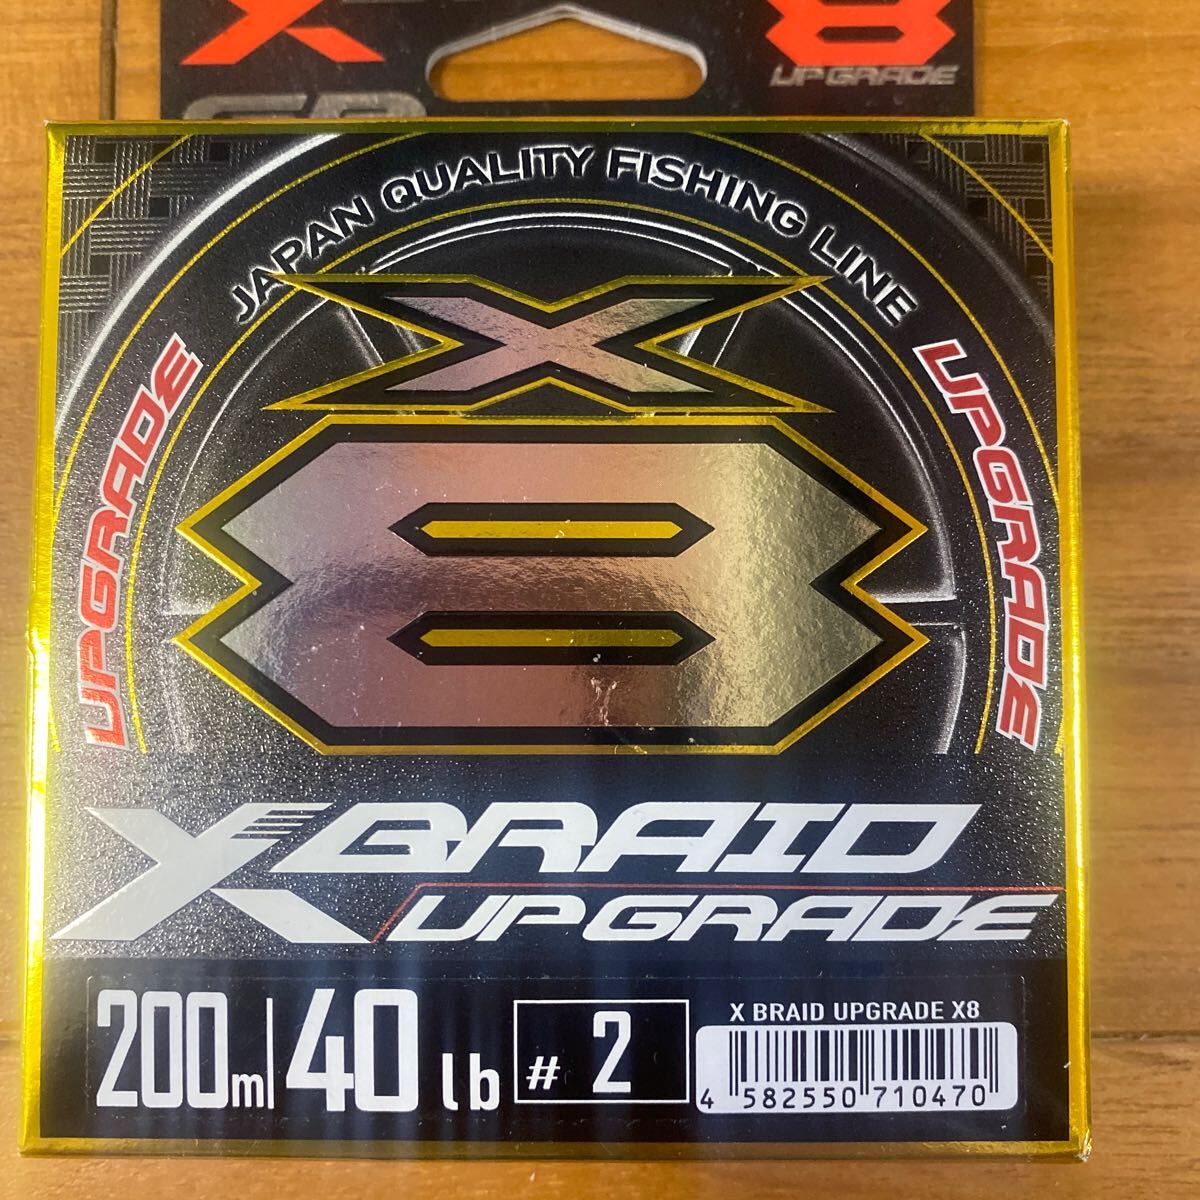 X
8
UPGRADE
JAPAN QUALITY FISHING LINE
UPGRADE
UPGRADE
X
8
X BRAID
UPGRADE
200m 40 lb # 2
X BRAID UPGRADE X8
4 582550 710470